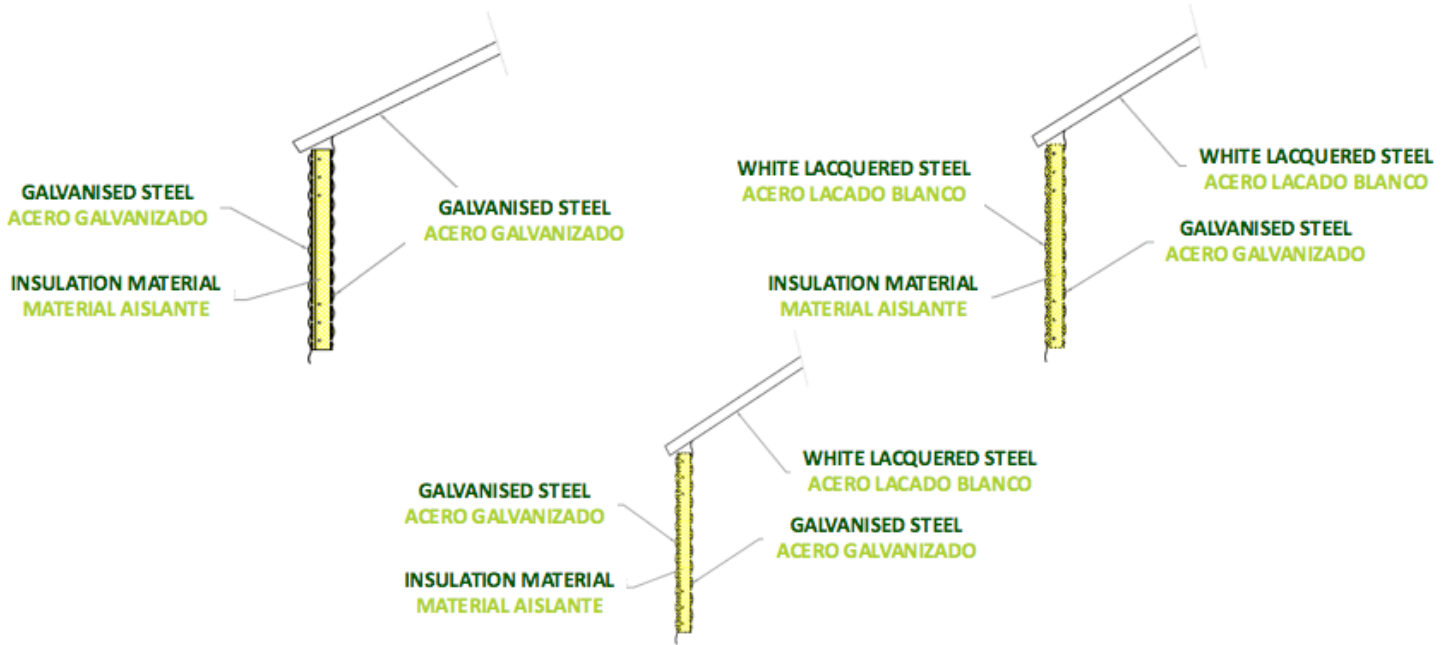 GALVANISED STEEL
ACERO GALVANIZADO
INSULATION MATERIAL
MATERIAL AISLANTE
GALVANISED STEEL
ACERO GALVANIZADO
WHITE LACQUERED STEEL
ACERO LACADO BLANCO
INSULATION MATERIAL
MATERIAL AISLANTE
WHITE LACQUERED STEEL
ACERO LACADO BLANCO
GALVANISED STEEL
ACERO GALVANIZADO
GALVANISED STEEL
ACERO GALVANIZADO
INSULATION MATERIAL
MATERIAL AISLANTE
WHITE LACQUERED STEEL
ACERO LACADO BLANCO
GALVANISED STEEL
ACERO GALVANIZADO